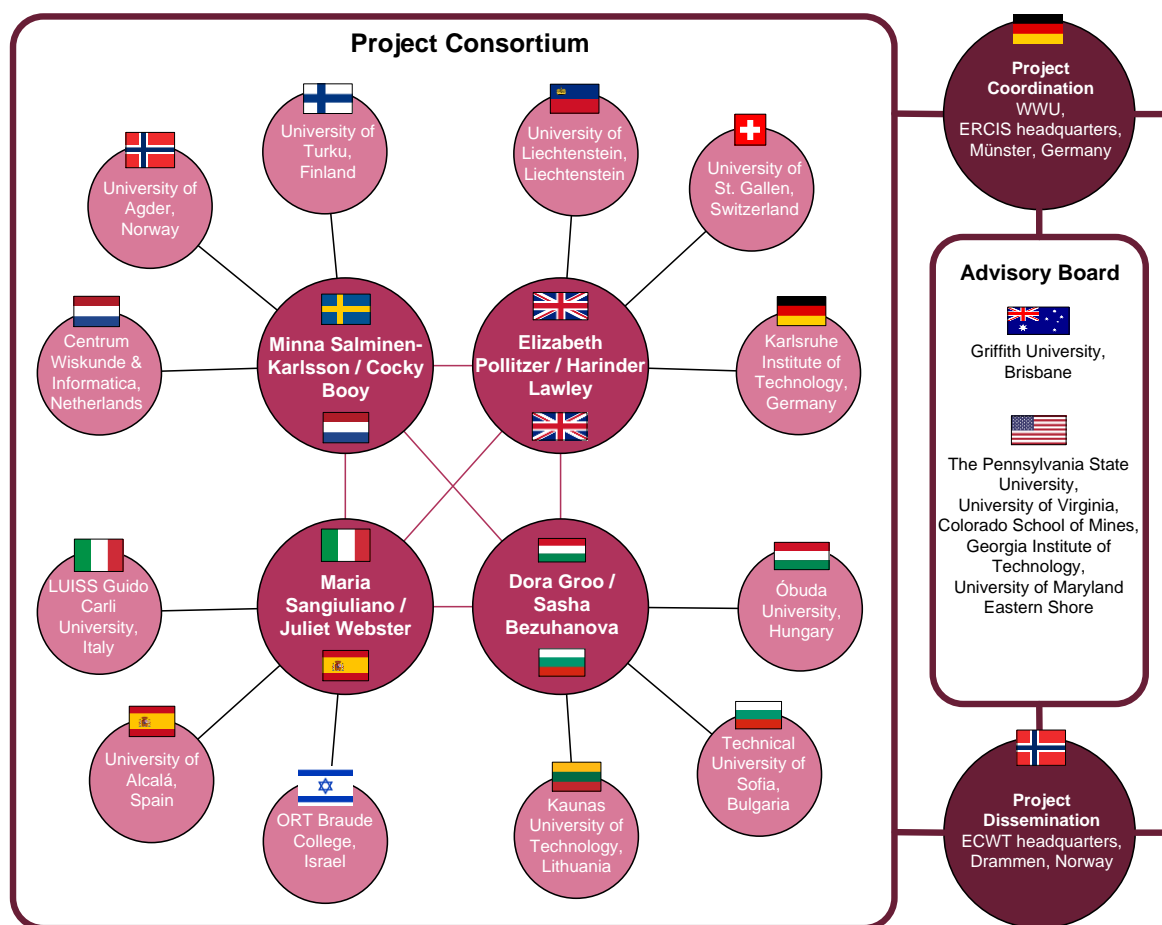 Project Consortium
University of
Turku,
Finland
University of
Liechtenstein,
Liechtenstein
University of
Agder,
Norway
University of
St. Gallen,
Switzerland
Centrum
Wiskunde &
Informatica,
Netherlands
Minna Salminen-
Karlsson / Cocky
Booy
Elizabeth
Pollitzer / Harinder
Lawley
Karlsruhe
Institute of
Technology,
Germany
LUISS Guido
Carli
University,
Italy
Maria
Sangiuliano /
Juliet Webster
Dora Groo /
Sasha
Bezuhanova
Óbuda
University,
Hungary
University of
Alcalá,
Spain
ORT Braude
College,
Israel
Kaunas
University of
Technology,
Lithuania
Technical
University of
Sofia,
Bulgaria
Project
Coordination
WWU,
ERCIS headquarters,
Münster, Germany
Advisory Board
Griffith University,
Brisbane
The Pennsylvania State
University,
University of Virginia,
Colorado School of Mines,
Georgia Institute of
Technology,
University of Maryland
Eastern Shore
Project
Dissemination
ECWT headquarters,
Drammen, Norway